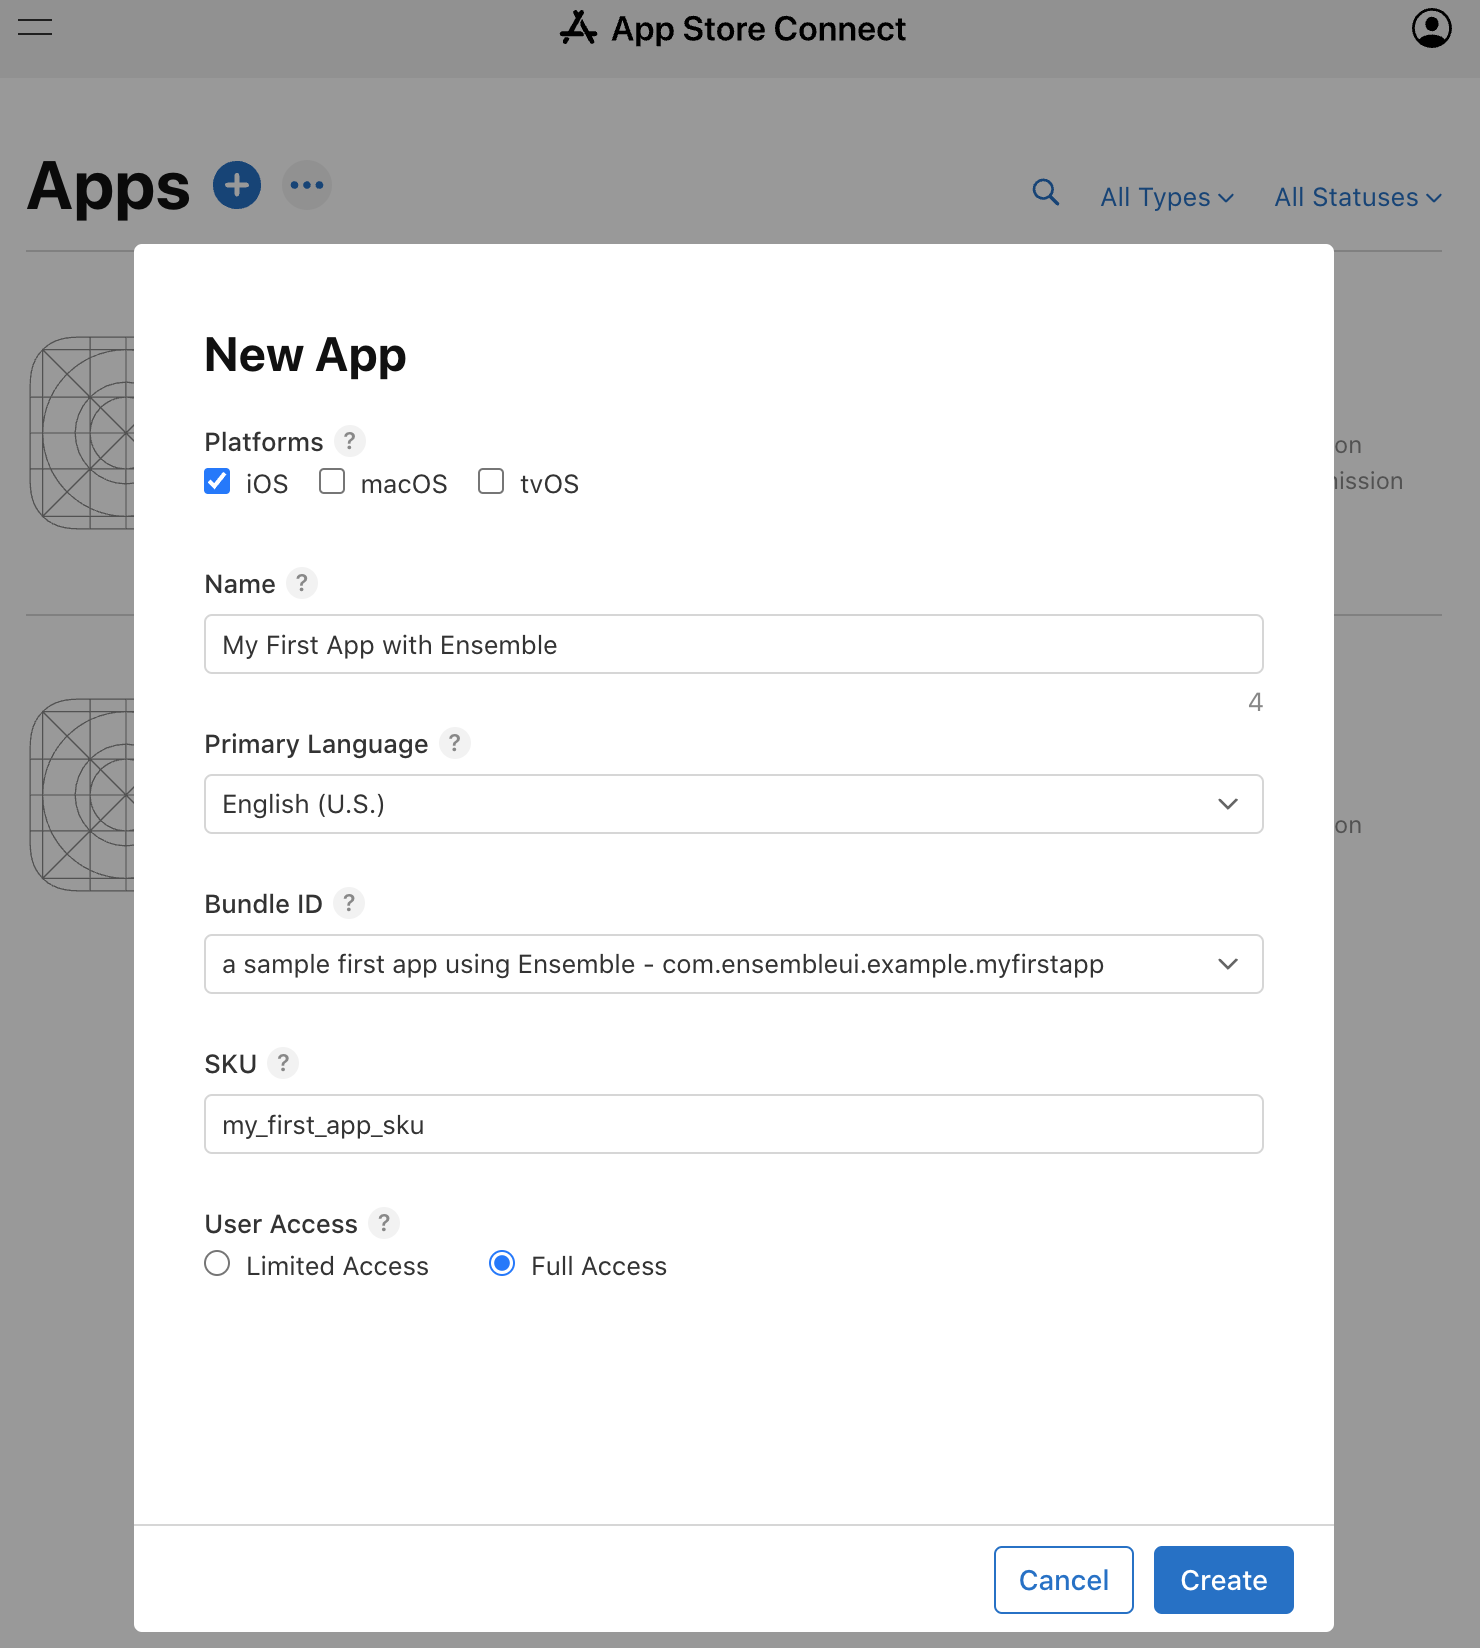 App Store Connect
Apps
All Types
All Statuses
New App
Platforms ?
iOS macOS tvOS
on
ission
Name ?
My First App with Ensemble
4
Primary Language ?
English (U.S.)
on
Bundle ID ?
a sample first app using Ensemble - com.ensembleui.example.myfirstapp
SKU ?
my_first_app_sku
User Access ?
Limited Access Full Access
Cancel Create